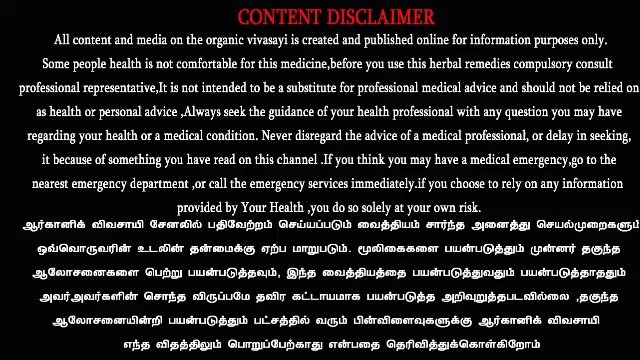 CONTENT DISCLAIMER
All content and media on the organic vivasayi is created and published online for information purposes only.
Some people health is not comfortable for this medicine,before you use this herbal remedies compulsory consult
professional representative,It is not intended to be a substitute for professional medical advice and should not be relied on
as health or personal advice ,Always seek the guidance of your health professional with any question you may have
regarding your health or a medical condition. Never disregard the advice of a medical professional, or delay in seeking,
it because of something you have read on this channel .If you think you may have a medical emergency,go to the
nearest emergency department ,or call the emergency services immediately.if you choose to rely on any information
provided by Your Health ,you do so solely at your own risk.
ஆர்கானிக் விவசாயி சேனலில் பதிவேற்றம் செய்யப்படும் வைத்தியம் சார்ந்த அனைத்து செயல்முறைகளும்
ஒவ்வொருவரின் உடலின் தன்மைக்கு ஏற்ப மாறுபடும். மூலிகைகளை பயன்படுத்தும் முன்னர் தகுந்த
ஆலோசனைகளை பெற்று பயன்படுத்தவும், இந்த வைத்தியத்தை பயன்படுத்துவதும் பயன்படுத்தாததும்
அவர்அவர்களின் சொந்த விருப்பமே தவிர கட்டாயமாக பயன்படுத்த அறிவுறுத்தபடவில்லை ,தகுந்த
ஆலோசனையின்றி பயன்படுத்தும் பட்சத்தில் வரும் பின்விளைவுகளுக்கு ஆர்கானிக் விவசாயி
எந்த விதத்திலும் பொறுப்பேற்காது என்பதை தெரிவித்துக்கொள்கிறோம்